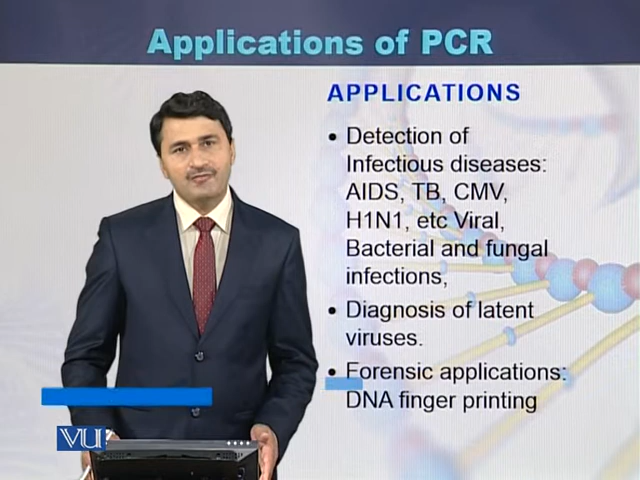 Applications of PCR
APPLICATIONS
• Detection of
Infectious diseases:
AIDS, TB, CMV,
H1N1, etc Viral,
Bacterial and fungal
infections,
• Diagnosis of latent
viruses.
• Forensic applications:
DNA finger printing
VU